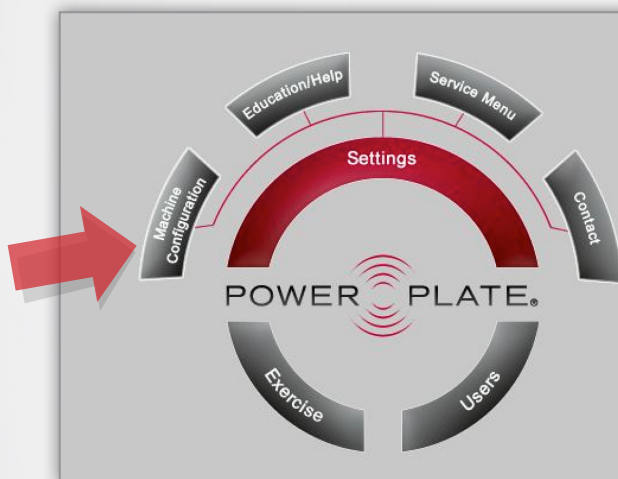 Education/Help
Service Menu
Machine
Configuration
Settings
Contact
POWER PLATE®
Exercise
Users